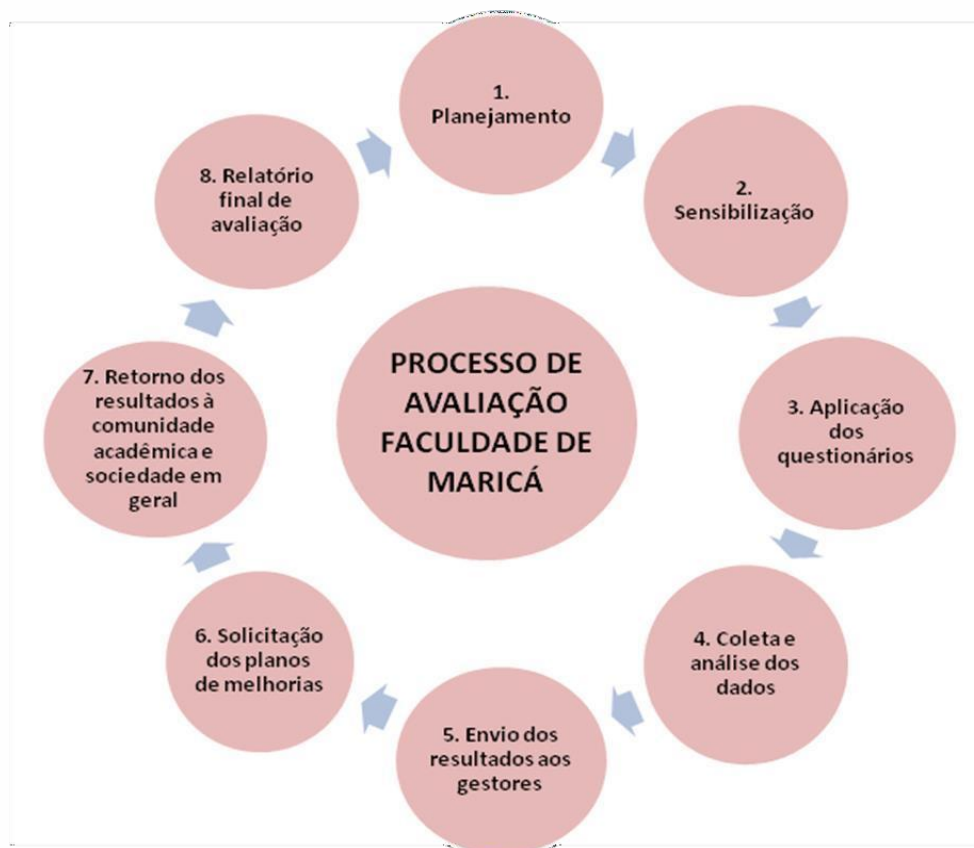 1.
Planejamento
2.
Sensibilização
3. Aplicação
dos
questionários
4. Coleta e
análise dos
dados
5. Envio dos
resultados aos
gestores
6. Solicitação
dos planos
de melhorias
7. Retorno dos
resultados à
comunidade
acadêmica e
sociedade em
geral
8. Relatório
final de
avaliação
PROCESSO DE
AVALIAÇÃO
FACULDADE DE
MARICÁ